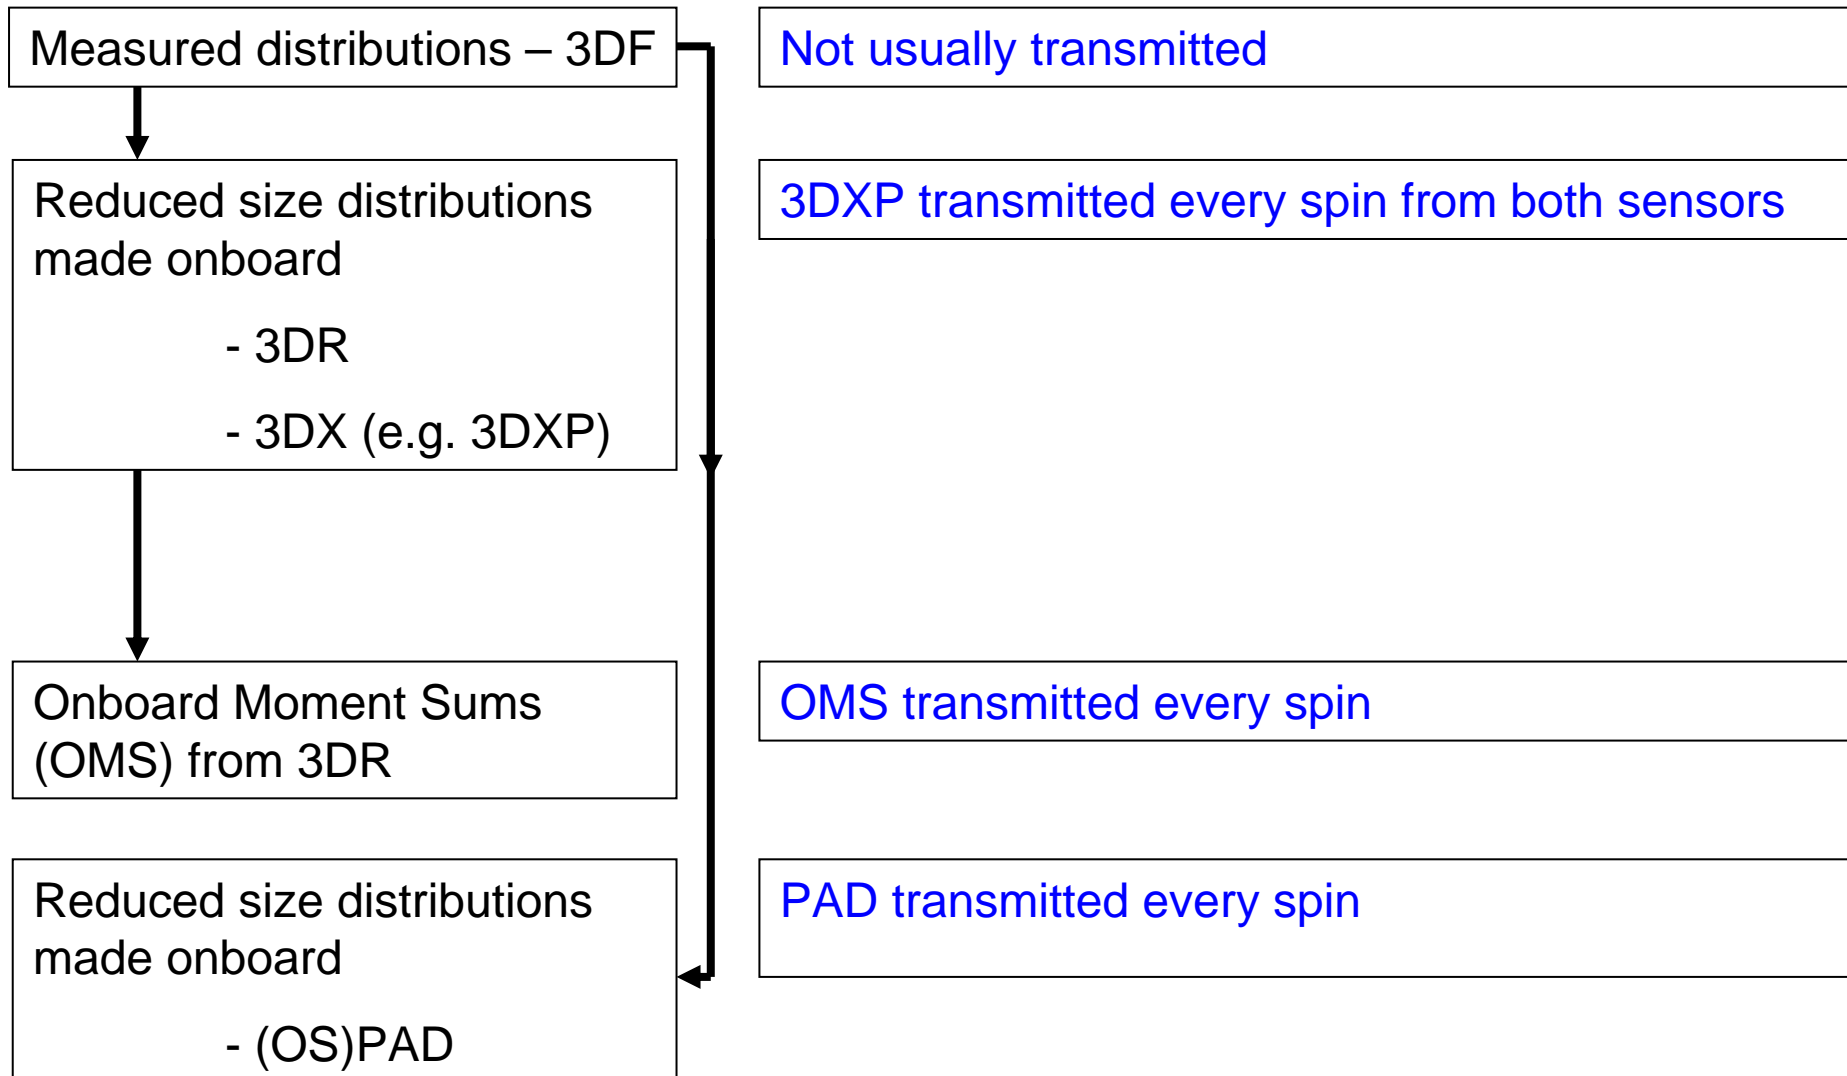 Measured distributions – 3DF
Not usually transmitted
Reduced size distributions
made onboard
- 3DR
- 3DX (e.g. 3DXP)
3DXP transmitted every spin from both sensors
Onboard Moment Sums
(OMS) from 3DR
OMS transmitted every spin
Reduced size distributions
made onboard
- (OS)PAD
PAD transmitted every spin